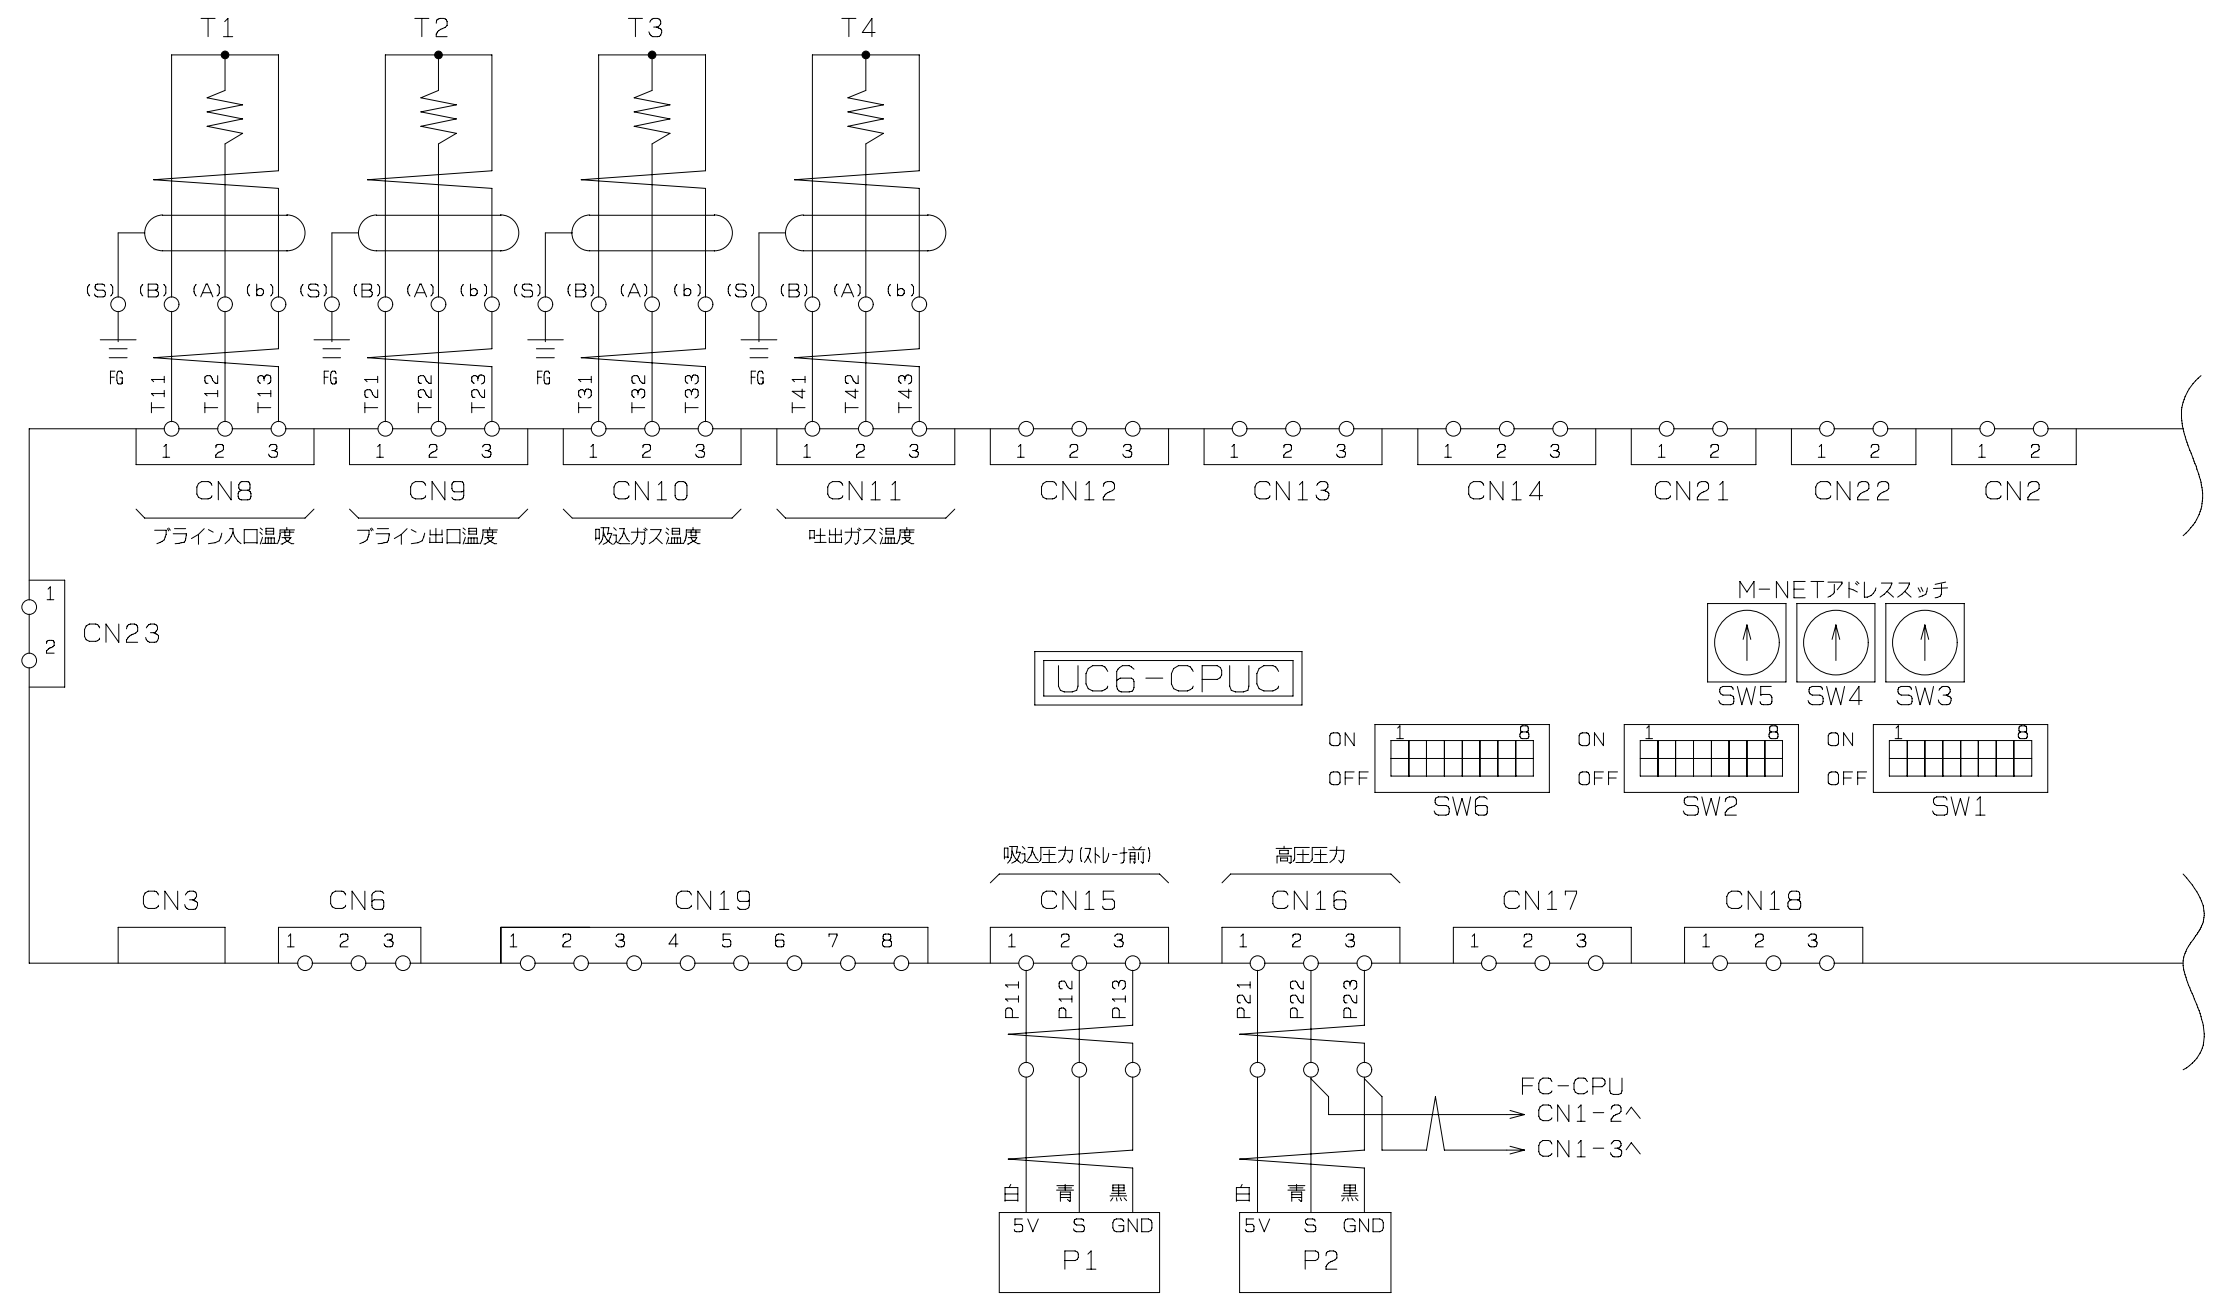 T1 T2 T3 T4
(S) (B) (A) (b) (S) (B) (A) (b) (S) (B) (A) (b) (S) (B) (A) (b)
FG FG FG FG
T11 T12 T13 T21 T22 T23 T31 T32 T33 T41 T42 T43
1 2 3 1 2 3 1 2 3 1 2 3 1 2 3 1 2 3 1 2 3 1 2 1 2 1 2
CN8 CN9 CN10 CN11 CN12 CN13 CN14 CN21 CN22 CN2
ブライン入口温度 ブライン出口温度 吸込ガス温度 吐出ガス温度
1
2
CN23
M-NETアドレススッチ
SW5 SW4 SW3
UC6-CPUC
ON 1 8 ON 1 8 ON 1 8
OFF OFF OFF
SW6 SW2 SW1
吸込圧力(ストレーナ前) 高圧圧力
CN3 CN6 CN19 CN15 CN16 CN17 CN18
1 2 3 1 2 3 4 5 6 7 8 1 2 3 1 2 3 1 2 3 1 2 3
P11 P12 P13 P21 P22 P23
FC-CPU
CN1-2へ
CN1-3へ
白 青 黒 白 青 黒
5V S GND 5V S GND
P1 P2